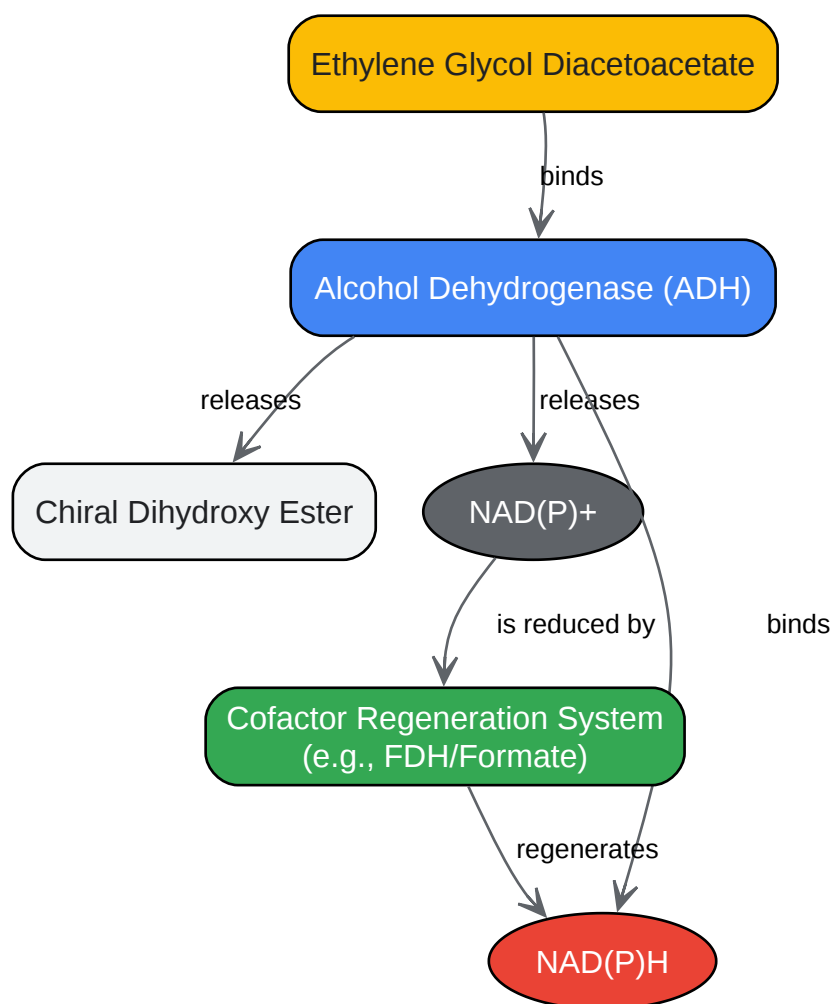 Ethylene Glycol Diacetoacetate
binds
Alcohol Dehydrogenase (ADH)
releases
releases
Chiral Dihydroxy Ester
NAD(P)+
is reduced by
binds
Cofactor Regeneration System
(e.g., FDH/Formate)
regenerates
NAD(P)H